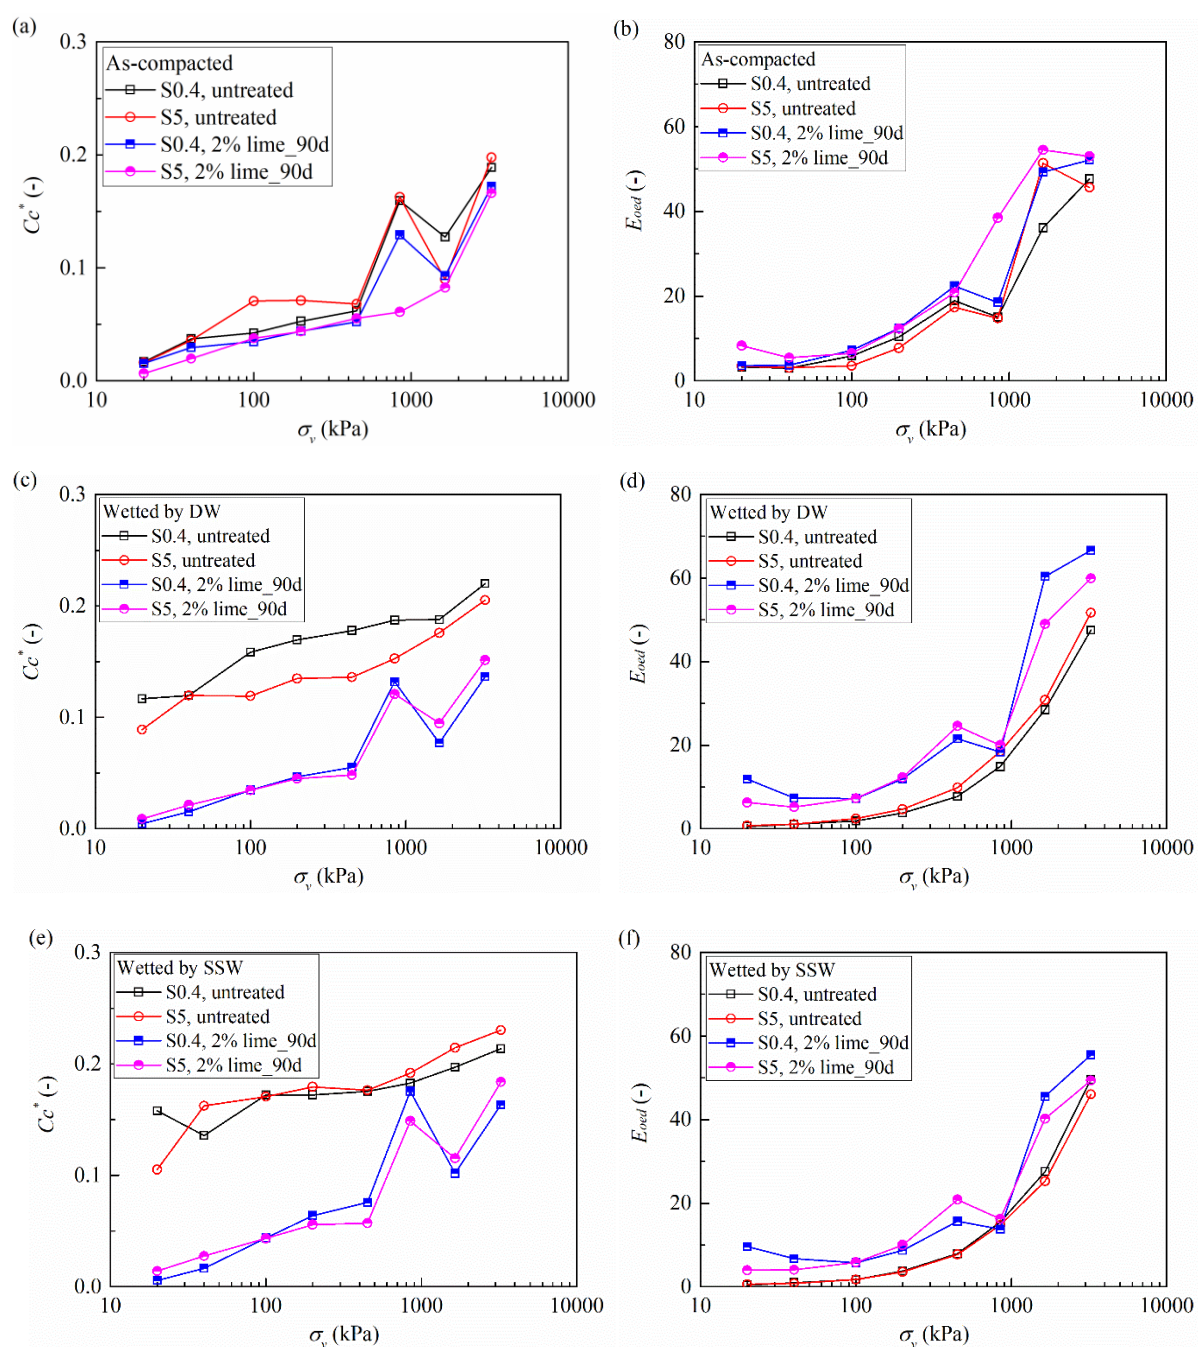 (a)
0.3
0.2
0.1
0.0
Cc* (-)
As-compacted
S0.4, untreated
S5, untreated
S0.4, 2% lime_90d
S5, 2% lime_90d
10
100
1000
10000
σv (kPa)
(b)
80
60
40
20
0
Eoed (-)
As-compacted
S0.4, untreated
S5, untreated
S0.4, 2% lime_90d
S5, 2% lime_90d
10
100
1000
10000
σv (kPa)
(c)
0.3
0.2
0.1
0.0
Cc* (-)
Wetted by DW
S0.4, untreated
S5, untreated
S0.4, 2% lime_90d
S5, 2% lime_90d
10
100
1000
10000
σv (kPa)
(d)
80
60
40
20
0
Eoed (-)
Wetted by DW
S0.4, untreated
S5, untreated
S0.4, 2% lime_90d
S5, 2% lime_90d
10
100
1000
10000
σv (kPa)
(e)
0.3
0.2
0.1
0.0
Cc* (-)
Wetted by SSW
S0.4, untreated
S5, untreated
S0.4, 2% lime_90d
S5, 2% lime_90d
10
100
1000
10000
σv (kPa)
(f)
80
60
40
20
0
Eoed (-)
Wetted by SSW
S0.4, untreated
S5, untreated
S0.4, 2% lime_90d
S5, 2% lime_90d
10
100
1000
10000
σv (kPa)